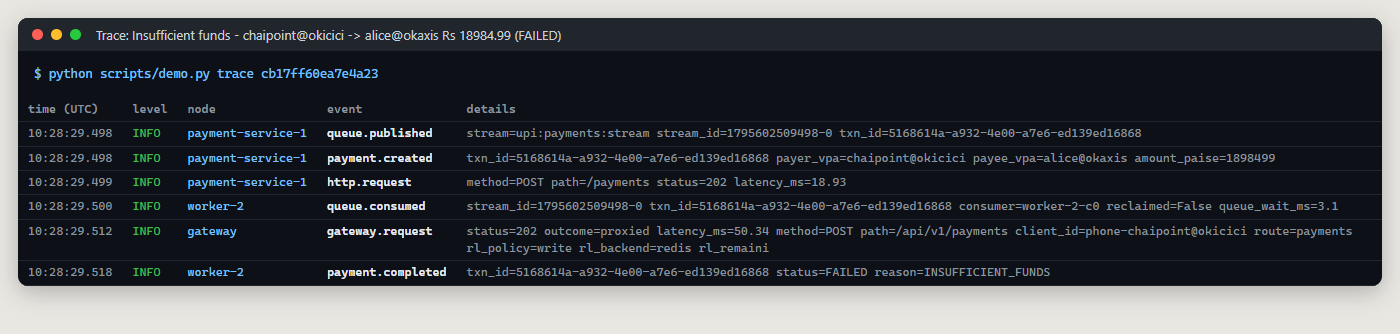 Trace: Insufficient funds - chaipoint@okicici -> alice@okaxis Rs 18984.99 (FAILED)
$ python scripts/demo.py trace cb17ff60ea7e4a23
time (UTC) level node event details
10:28:29.498 INFO payment-service-1 queue.published stream=upi:payments:stream stream_id=1795602509498-0 txn_id=5168614a-a932-4e00-a7e6-ed139ed16868
10:28:29.498 INFO payment-service-1 payment.created txn_id=5168614a-a932-4e00-a7e6-ed139ed16868 payer_vpa=chaipoint@okicici payee_vpa=alice@okaxis amount_paise=1898499
10:28:29.499 INFO payment-service-1 http.request method=POST path=/payments status=202 latency_ms=18.93
10:28:29.500 INFO worker-2 queue.consumed stream_id=1795602509498-0 txn_id=5168614a-a932-4e00-a7e6-ed139ed16868 consumer=worker-2-c0 reclaimed=False queue_wait_ms=3.1
10:28:29.512 INFO gateway gateway.request status=202 outcome=proxied latency_ms=50.34 method=POST path=/api/v1/payments client_id=phone-chaipoint@okicici route=payments
rl_policy=write rl_backend=redis rl_remaini
10:28:29.518 INFO worker-2 payment.completed txn_id=5168614a-a932-4e00-a7e6-ed139ed16868 status=FAILED reason=INSUFFICIENT_FUNDS